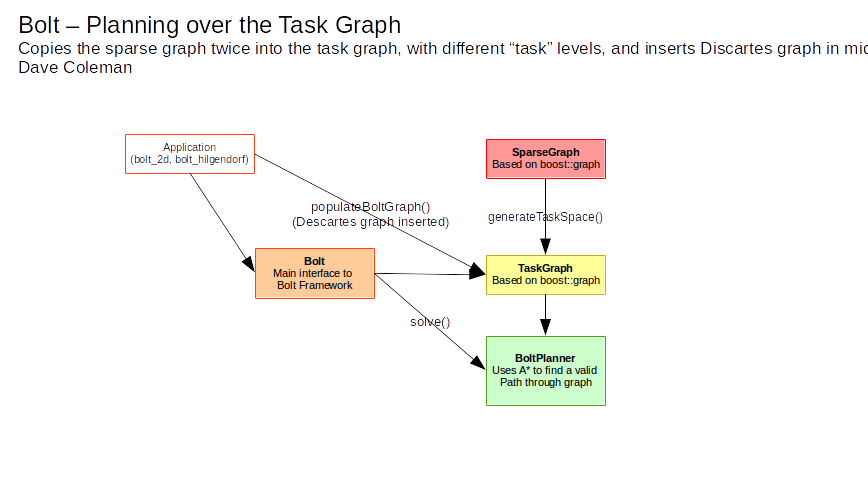 Bolt – Planning over the Task Graph
Copies the sparse graph twice into the task graph, with different “task” levels, and inserts Discartes graph in
Dave Coleman
Application
(bolt_2d, bolt_hilgendorf)
SparseGraph
Based on boost::graph
populateBoltGraph()
(Descartes graph inserted)
generateTaskSpace()
Bolt
Main interface to
Bolt Framework
TaskGraph
Based on boost::graph
solve()
BoltPlanner
Uses A* to find a valid
Path through graph